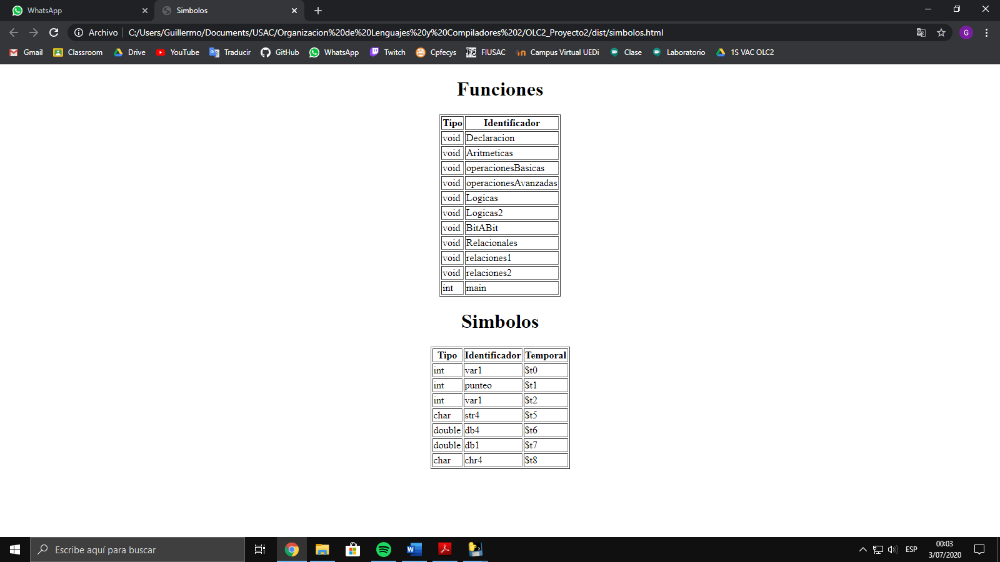 WhatsApp
Simbolos
Archivo C:/Users/Guillermo/Documents/USAC/Organizacion%20de%20Lenguajes%20y%20Compiladores%202/OLC2_Proyecto2/dist/simbolos.html
G
Gmail Classroom Drive YouTube Traducir GitHub WhatsApp Twitch Cpfecys FIUSAC Campus Virtual UEDi Clase Laboratorio 1S VAC OLC2
Funciones
Tipo Identificador
void Declaracion
void Aritmeticas
void operacionesBasicas
void operacionesAvanzadas
void Logicas
void Logicas2
void BitABit
void Relacionales
void relaciones1
void relaciones2
int main
Simbolos
Tipo Identificador Temporal
int var1 $t0
int punteo $t1
int var1 $t2
char str4 $t5
double db4 $t6
double db1 $t7
char chr4 $t8
Escribe aquí para buscar
ESP
00:03
3/07/2020